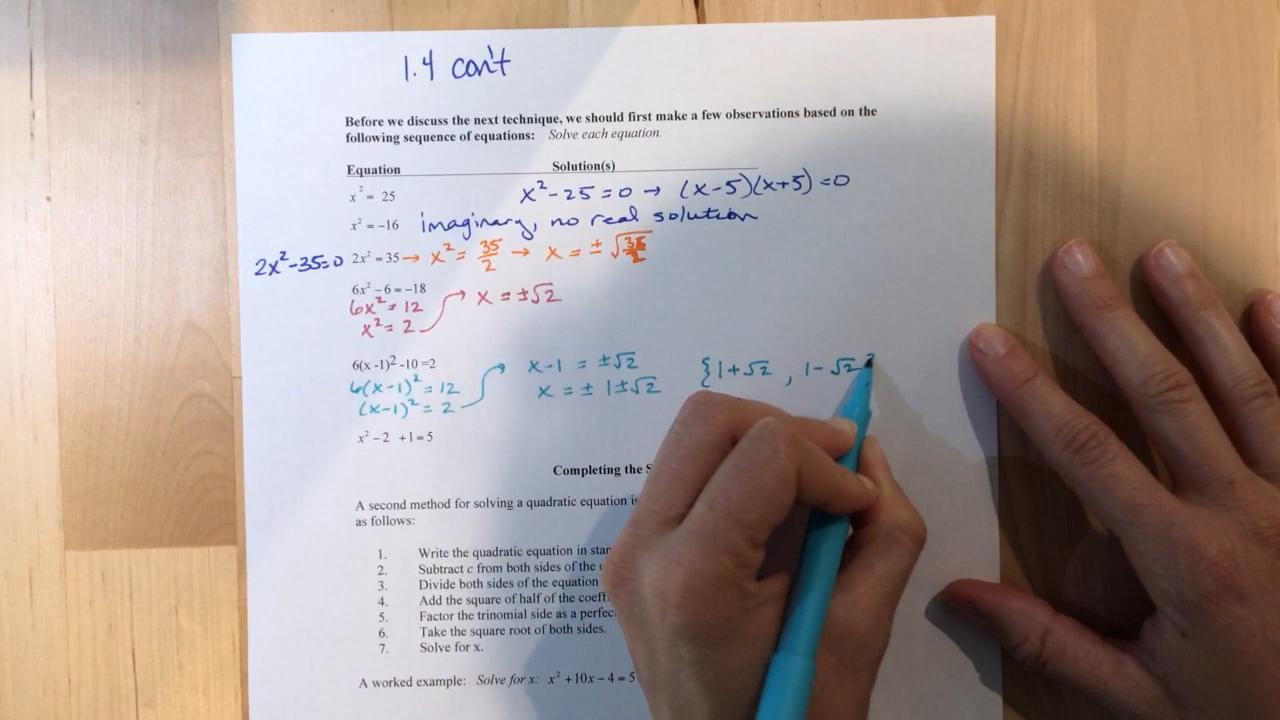 1.4 con't
Before we discuss the next technique, we should first make a few observations based on the
following sequence of equations: Solve each equation.
Equation Solution(s)
x² = 25 x²-25=0 → (x-5)(x+5)=0
x² = -16 imaginary, no real solution
2x²-35=0 2x² = 35 → x² = 35/2 → x = ±√35/2
6x² - 6 = -18
6x² = 12 → x = ±√2
x² = 2
6(x -1)² -10 =2 x-1 = ±√2 {1+√2 , 1-√2
6(x-1)² = 12 x = ± 1±√2
(x-1)² = 2
x² - 2 +1 = 5
Completing the
A second method for solving a quadratic equation is
as follows:
1. Write the quadratic equation in
2. Subtract c from both sides of the
3. Divide both sides of the equation
4. Add the square of half of the
5. Factor the trinomial side as a
6. Take the square root of both sides.
7. Solve for x.
A worked example: Solve for x: x² +10x - 4 = 5